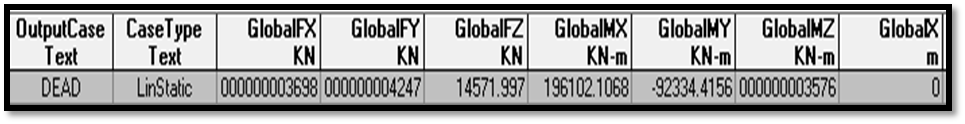 OutputCase CaseType GlobalFX GlobalFY GlobalFZ GlobalMX GlobalMY GlobalMZ GlobalX
Text Text KN KN KN KN-m KN-m KN-m m
DEAD LinStatic 000000003698 000000004247 14571.997 196102.1068 -92334.4156 000000003576 0